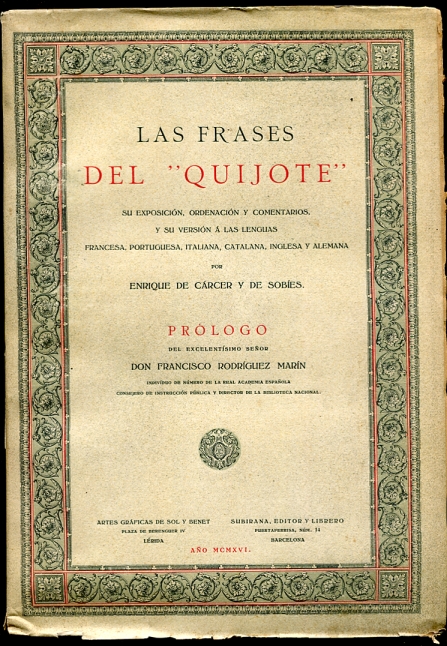 LAS FRASES
DEL "QUIJOTE"
SU EXPOSICIÓN, ORDENACIÓN Y COMENTARIOS.
Y SU VERSIÓN Á LAS LENGUAS
FRANCESA, PORTUGUESA, ITALIANA, CATALANA, INGLESA Y ALEMANA
POR
ENRIQUE DE CÁRCER Y DE SOBÍES.
PRÓLOGO
DEL EXCELENTÍSIMO SEÑOR
DON FRANCISCO RODRÍGUEZ MARÍN
INDIVÍDUO DE NÚMERO DE LA REAL ACADEMIA ESPAÑOLA
CONSEJERO DE INSTRUCCIÓN PÚBLICA Y DIRECTOR DE LA BIBLIOTECA NACIONAL.
ARTES GRÁFICAS DE SOL Y BENET
PLAZA DE BERENGUER IV
LÉRIDA
SUBIRANA, EDITOR Y LIBRERO
PUERTAFERRISA, NÚM. 14
BARCELONA
AÑO MCMXVI.